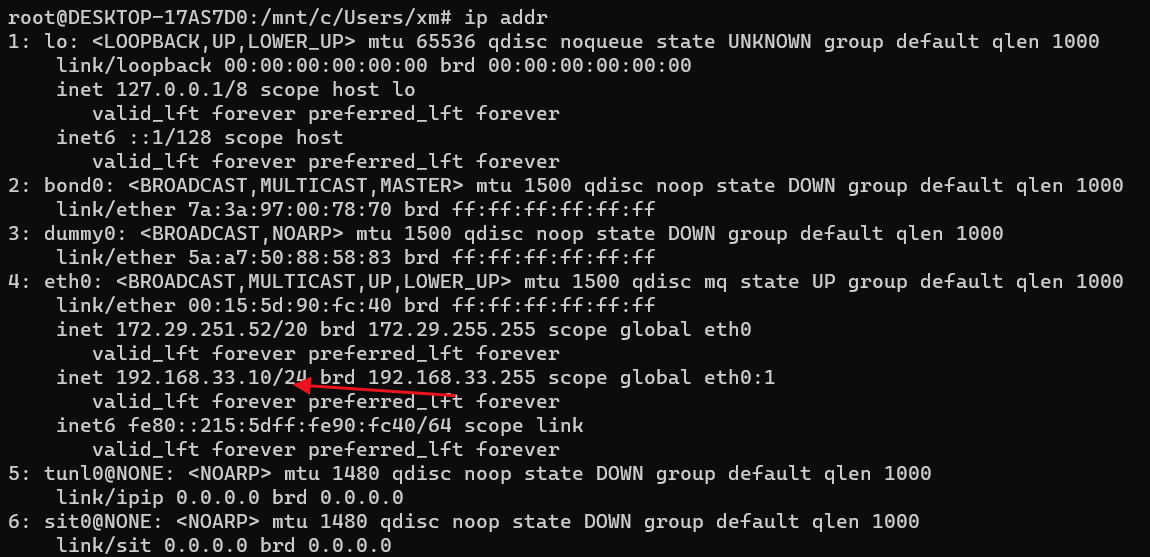 root@DESKTOP-17AS7D0:/mnt/c/Users/xm# ip addr
1: lo: <LOOPBACK,UP,LOWER_UP> mtu 65536 qdisc noqueue state UNKNOWN group default qlen 1000
    link/loopback 00:00:00:00:00:00 brd 00:00:00:00:00:00
    inet 127.0.0.1/8 scope host lo
       valid_lft forever preferred_lft forever
    inet6 ::1/128 scope host
       valid_lft forever preferred_lft forever
2: bond0: <BROADCAST,MULTICAST,MASTER> mtu 1500 qdisc noop state DOWN group default qlen 1000
    link/ether 7a:3a:97:00:78:70 brd ff:ff:ff:ff:ff:ff
3: dummy0: <BROADCAST,NOARP> mtu 1500 qdisc noop state DOWN group default qlen 1000
    link/ether 5a:a7:50:88:58:83 brd ff:ff:ff:ff:ff:ff
4: eth0: <BROADCAST,MULTICAST,UP,LOWER_UP> mtu 1500 qdisc mq state UP group default qlen 1000
    link/ether 00:15:5d:90:fc:40 brd ff:ff:ff:ff:ff:ff
    inet 172.29.251.52/20 brd 172.29.255.255 scope global eth0
       valid_lft forever preferred_lft forever
    inet 192.168.33.10/24 brd 192.168.33.255 scope global eth0:1
       valid_lft forever preferred_lft forever
    inet6 fe80::215:5dff:fe90:fc40/64 scope link
       valid_lft forever preferred_lft forever
5: tunl0@NONE: <NOARP> mtu 1480 qdisc noop state DOWN group default qlen 1000
    link/ipip 0.0.0.0 brd 0.0.0.0
6: sit0@NONE: <NOARP> mtu 1480 qdisc noop state DOWN group default qlen 1000
    link/sit 0.0.0.0 brd 0.0.0.0